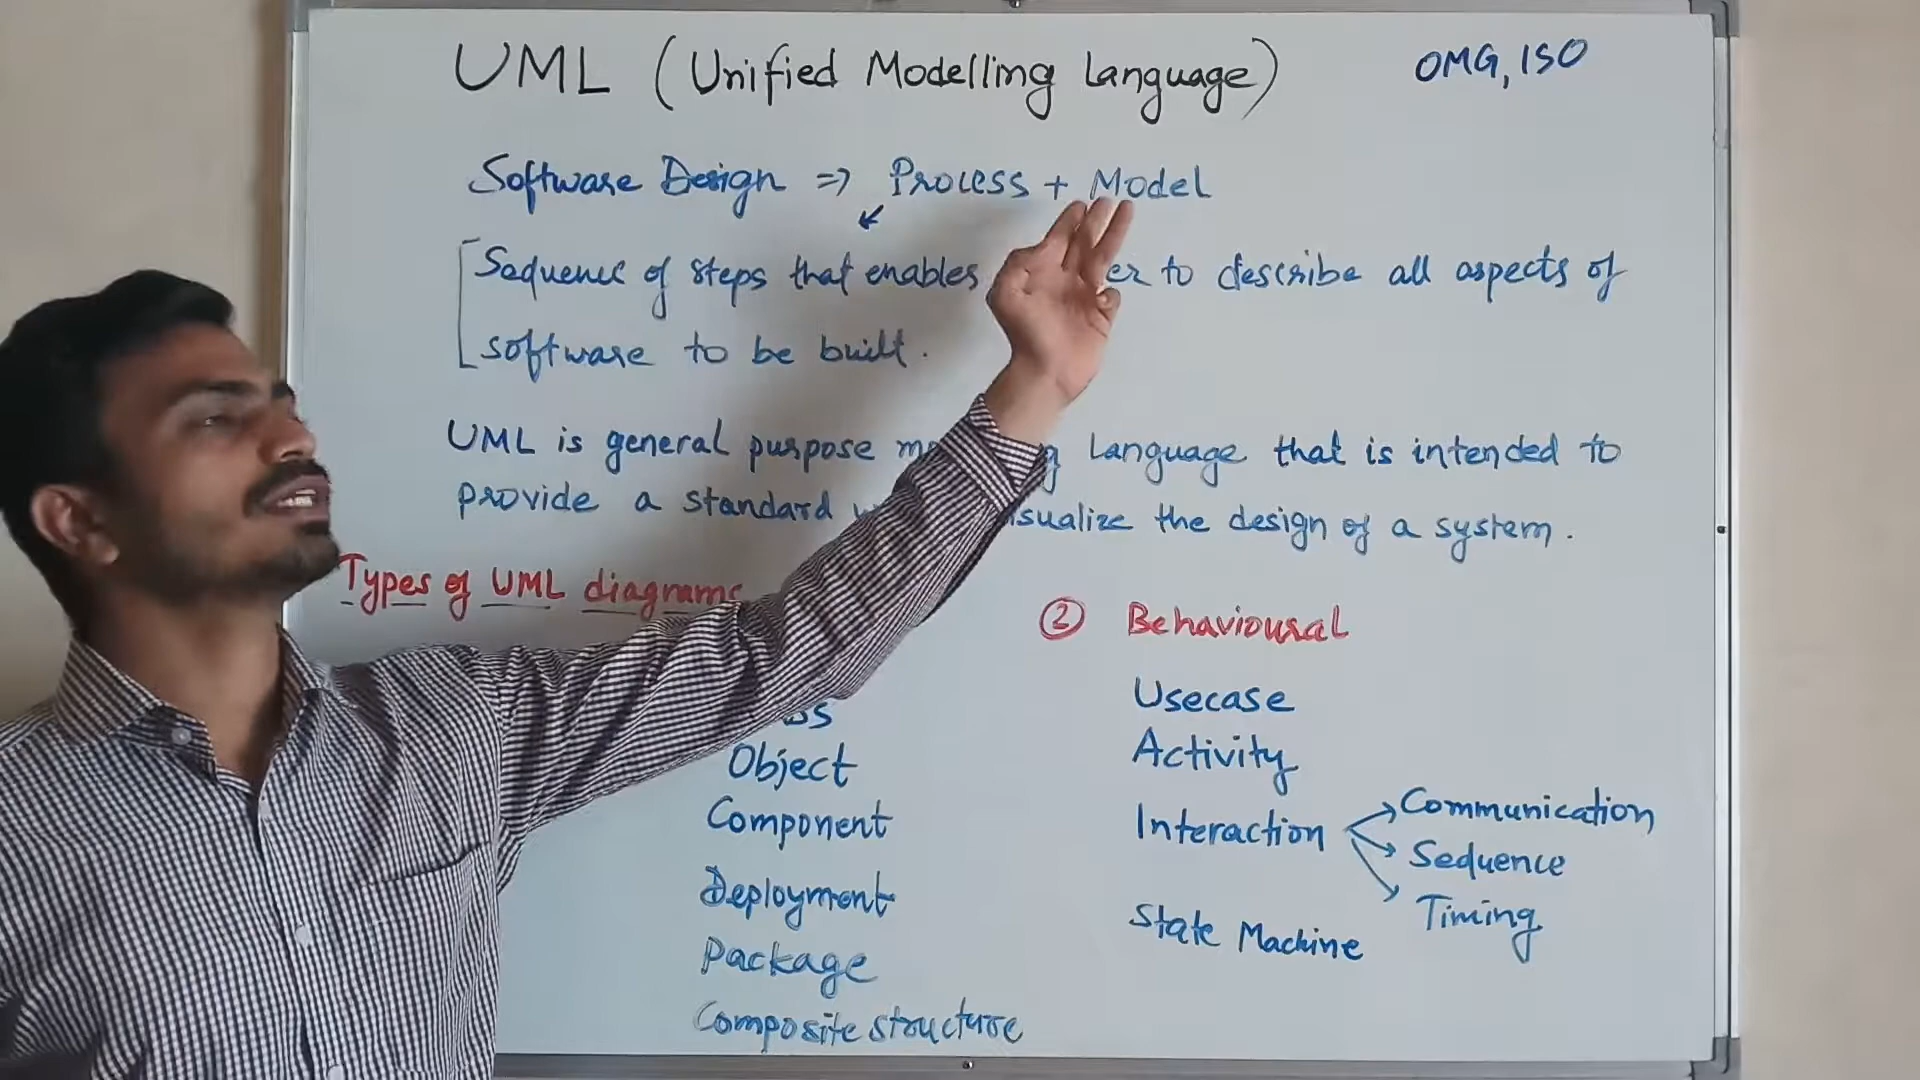 UML (Unified Modelling Language)
OMG, ISO
Software Design => Process + Model
Sequence of steps that enables er to describe all aspects of
software to be built.
UML is general purpose language that is intended to
provide a standard the design of a system.
Types of UML diagrams
② Behavioural
Usecase
Object
Activity
Component
Interaction
Communication
Sequence
Timing
Deployment
State Machine
Package
Composite structure